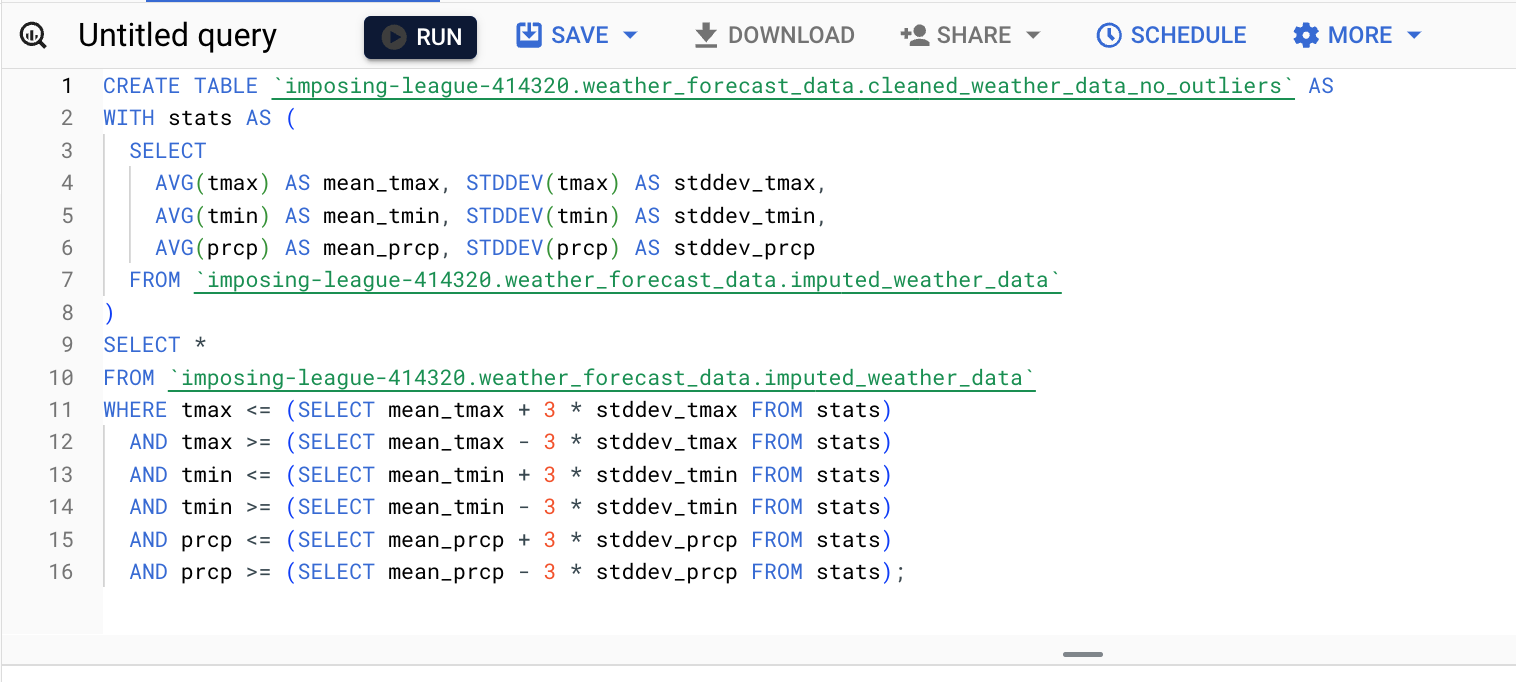 Untitled query RUN SAVE DOWNLOAD SHARE SCHEDULE MORE
1 CREATE TABLE `imposing-league-414320.weather_forecast_data.cleaned_weather_data_no_outliers` AS
2 WITH stats AS (
3 SELECT
4 AVG(tmax) AS mean_tmax, STDDEV(tmax) AS stddev_tmax,
5 AVG(tmin) AS mean_tmin, STDDEV(tmin) AS stddev_tmin,
6 AVG(prcp) AS mean_prcp, STDDEV(prcp) AS stddev_prcp
7 FROM `imposing-league-414320.weather_forecast_data.imputed_weather_data`
8 )
9 SELECT *
10 FROM `imposing-league-414320.weather_forecast_data.imputed_weather_data`
11 WHERE tmax <= (SELECT mean_tmax + 3 * stddev_tmax FROM stats)
12 AND tmax >= (SELECT mean_tmax - 3 * stddev_tmax FROM stats)
13 AND tmin <= (SELECT mean_tmin + 3 * stddev_tmin FROM stats)
14 AND tmin >= (SELECT mean_tmin - 3 * stddev_tmin FROM stats)
15 AND prcp <= (SELECT mean_prcp + 3 * stddev_prcp FROM stats)
16 AND prcp >= (SELECT mean_prcp - 3 * stddev_prcp FROM stats);